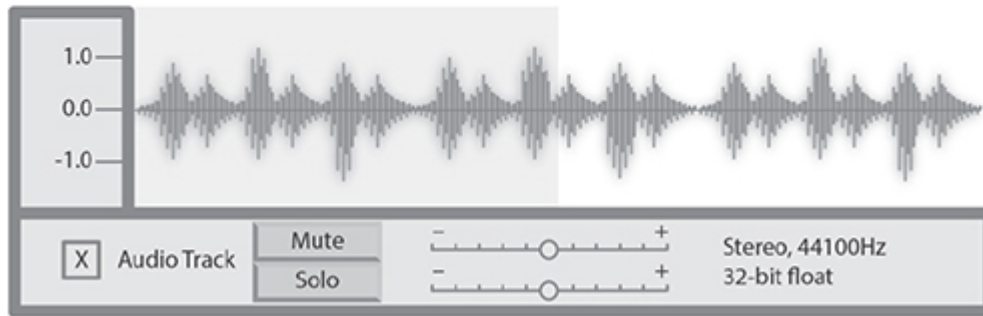 1.0
0.0
-1.0
X
Audio Track
Mute
Solo
- +
- +
Stereo, 44100Hz
32-bit float